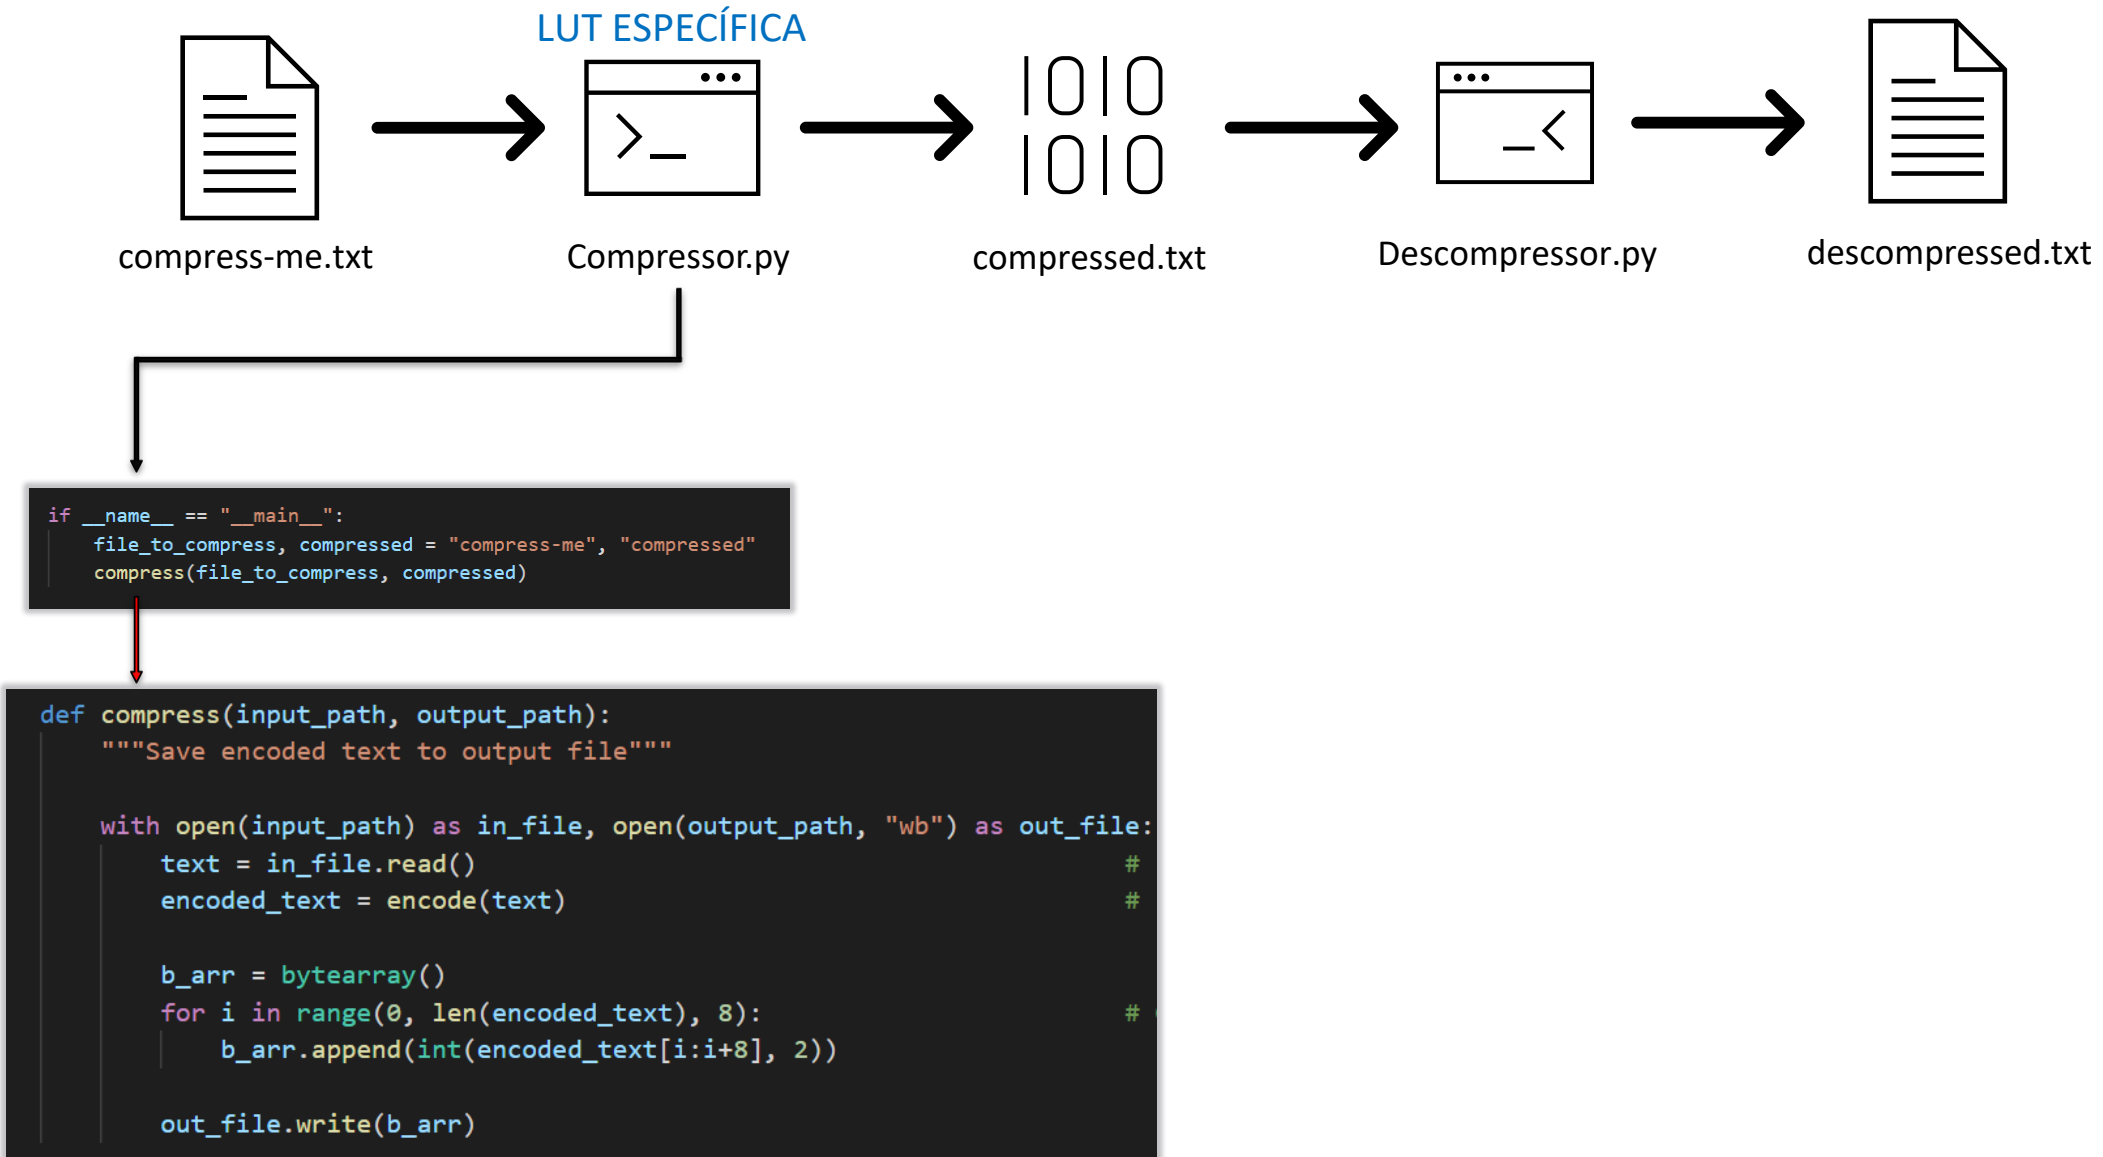 LUT ESPECÍFICA
compress-me.txt
Compressor.py
1010
1010
compressed.txt
Descompressor.py
descompressed.txt
if __name__ == "__main__":
    file_to_compress, compressed = "compress-me", "compressed"
    compress(file_to_compress, compressed)
def compress(input_path, output_path):
    """Save encoded text to output file"""
    with open(input_path) as in_file, open(output_path, "wb") as out_file:
        text = in_file.read() #
        encoded_text = encode(text) #
        b_arr = bytearray()
        for i in range(0, len(encoded_text), 8): #
            b_arr.append(int(encoded_text[i:i+8], 2))
        out_file.write(b_arr)